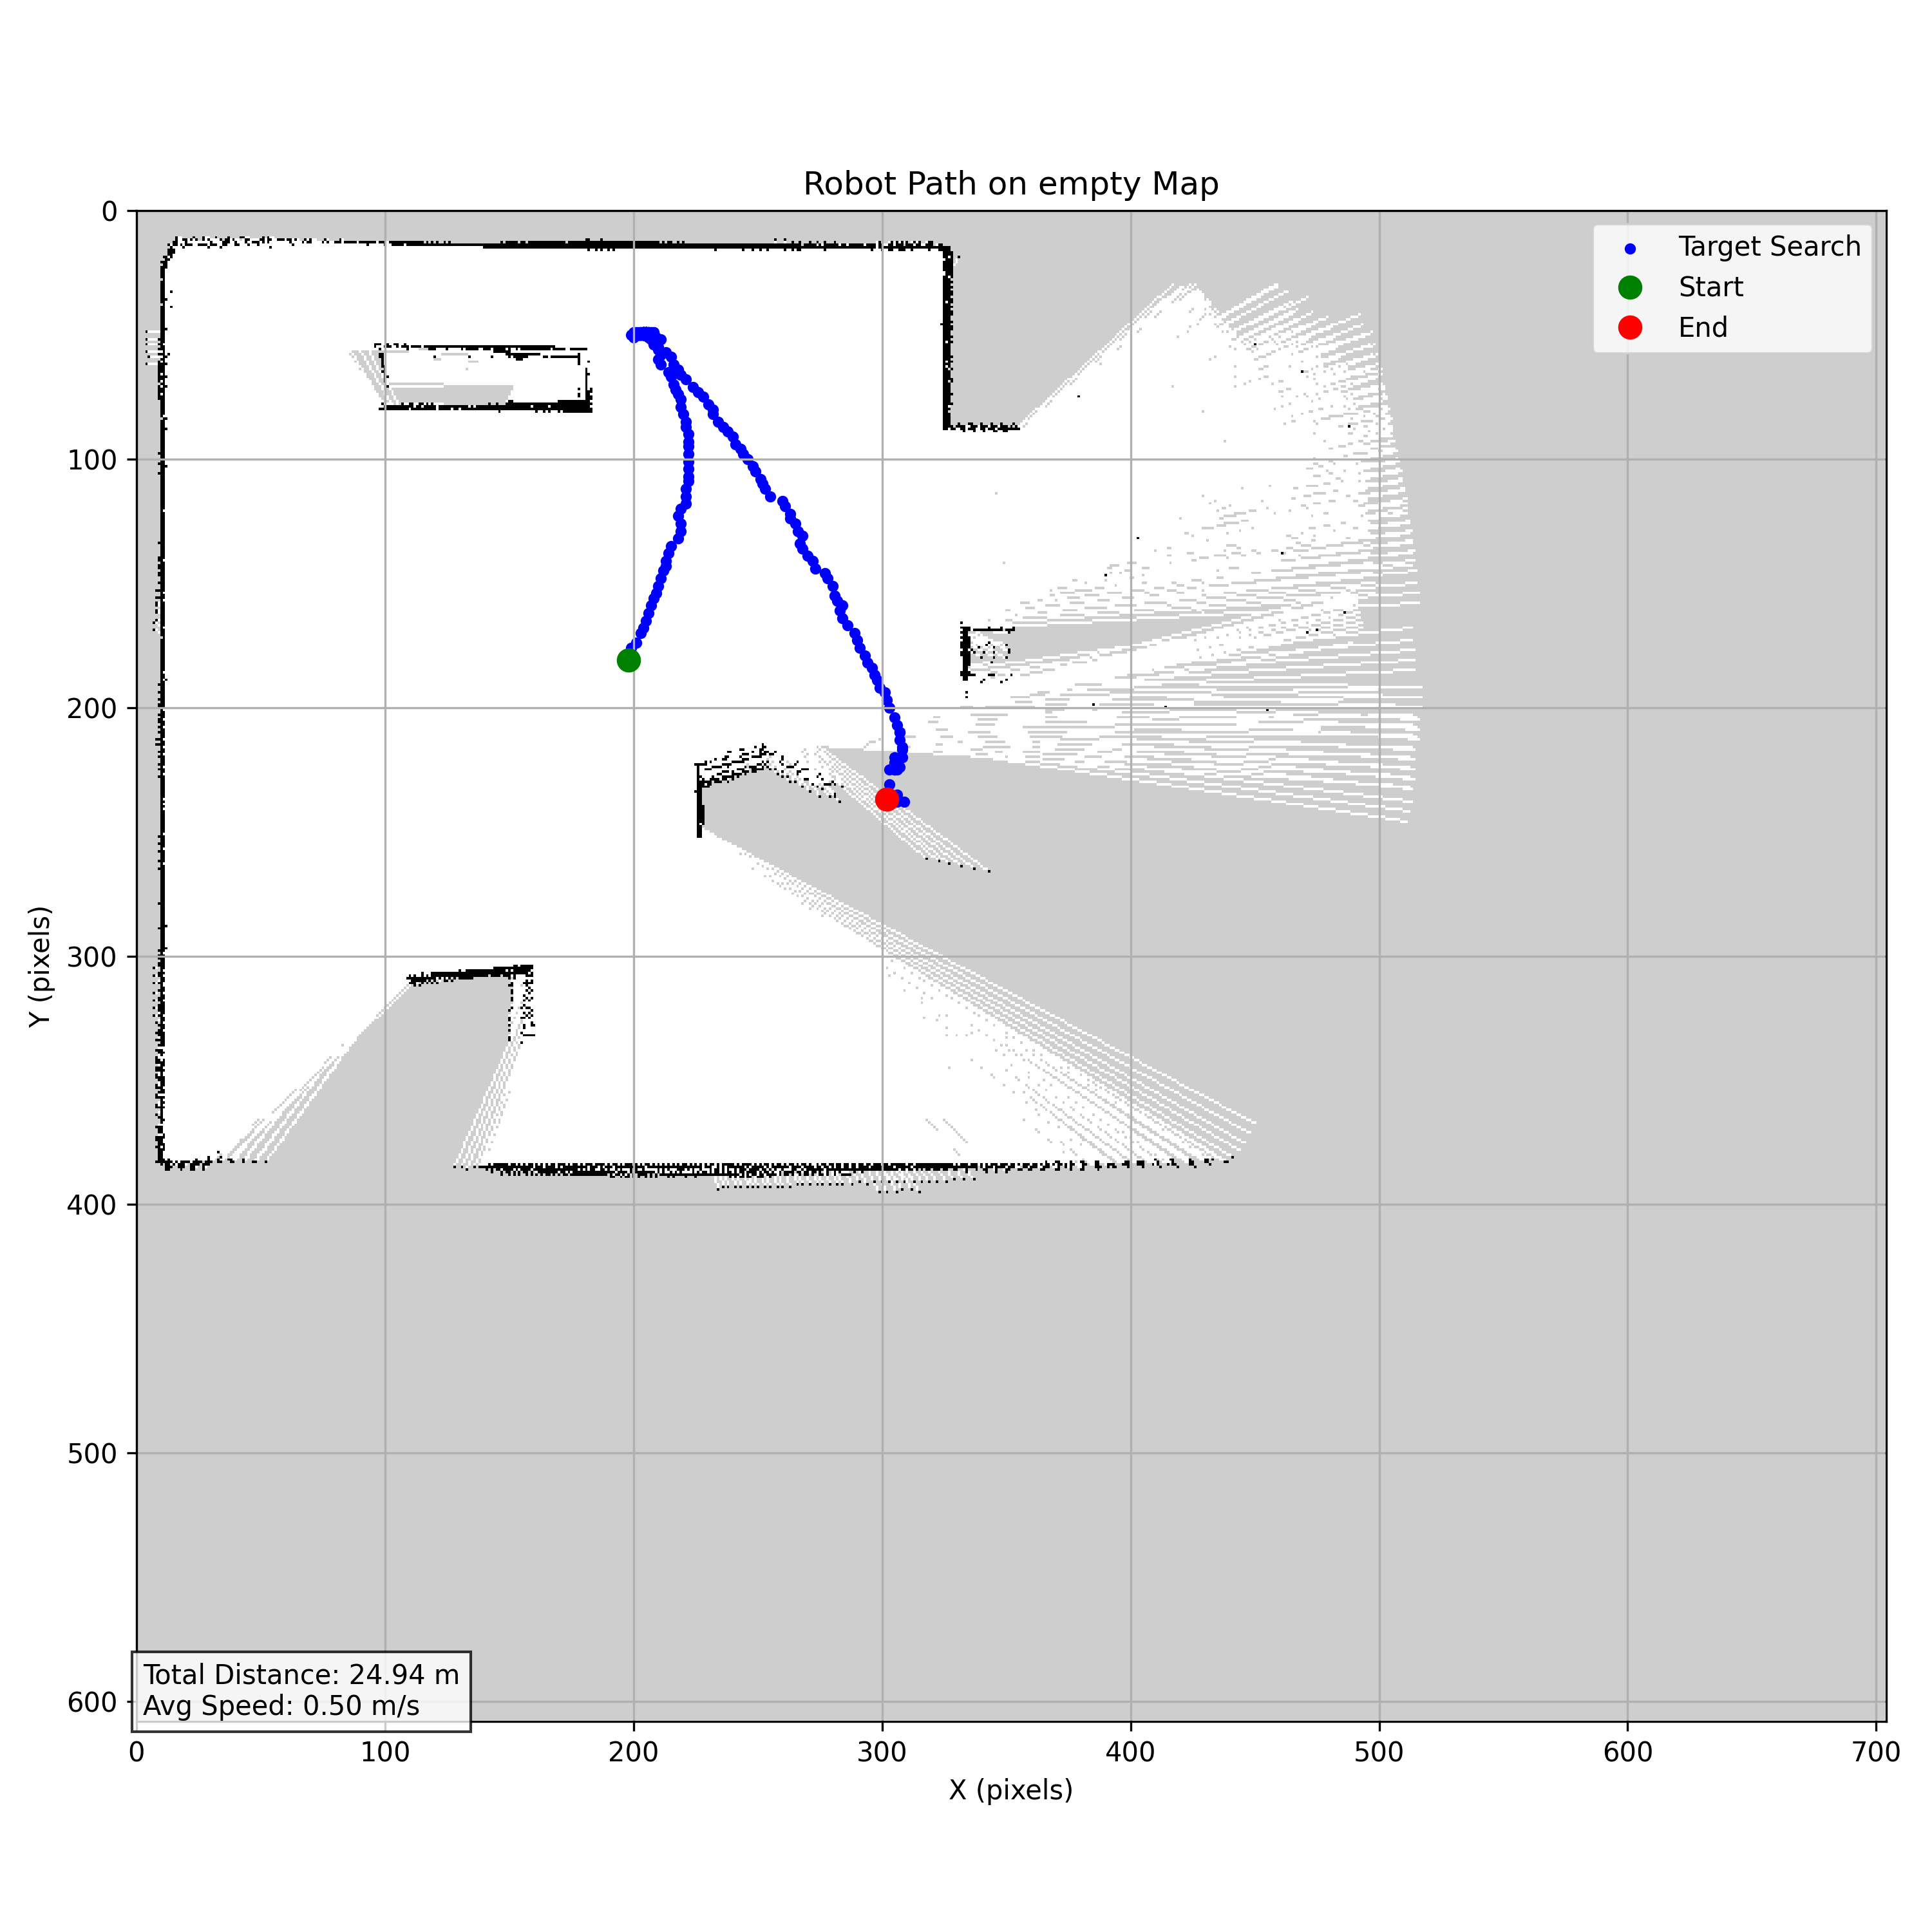 Robot Path on empty Map
Target Search
Start
End
0
100
200
300
400
500
600
Y (pixels)
Total Distance: 24.94 m
Avg Speed: 0.50 m/s
0 100 200 300 400 500 600 700
X (pixels)